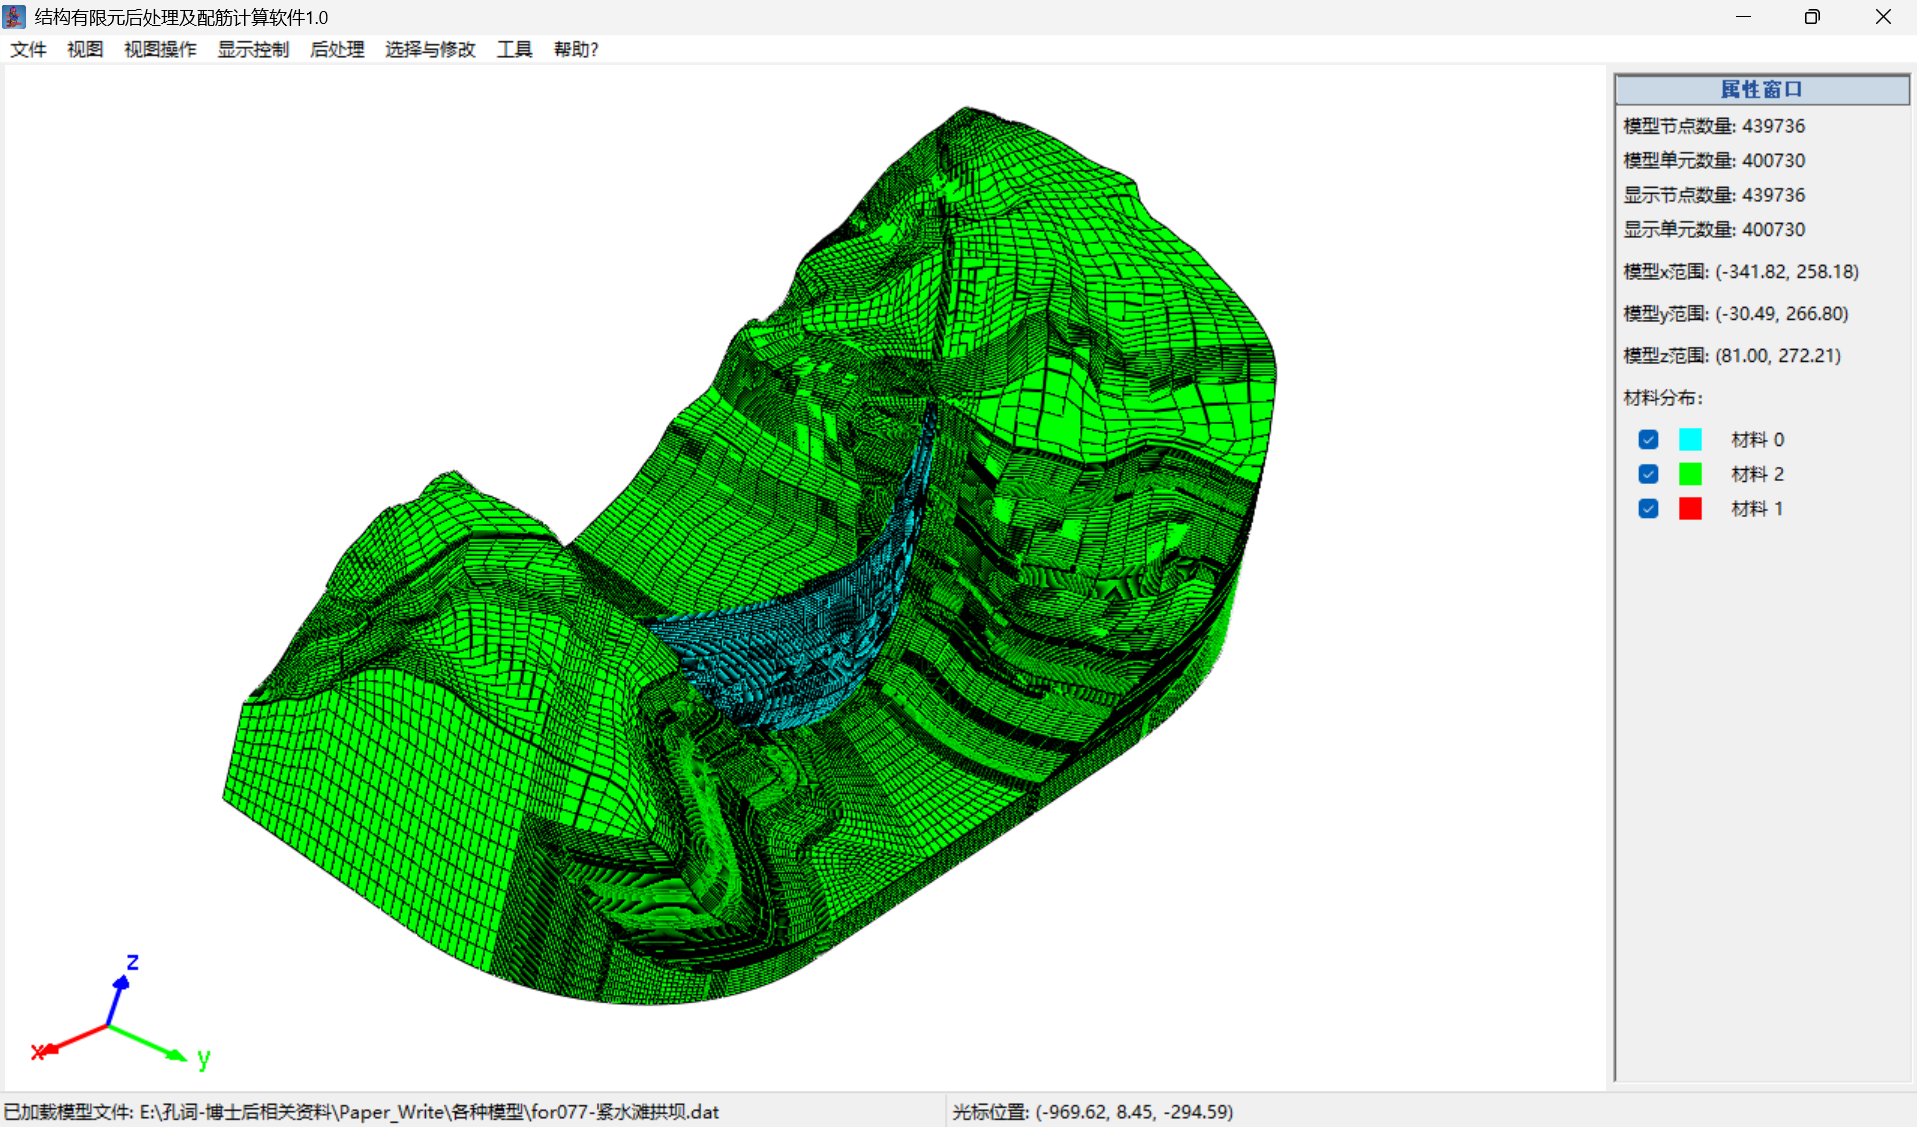 结构有限元后处理及配筋计算软件1.0
文件 视图 视图操作 显示控制 后处理 选择与修改 工具 帮助?
属性窗口
模型节点数量: 439736
模型单元数量: 400730
显示节点数量: 439736
显示单元数量: 400730
模型x范围: (-341.82, 258.18)
模型y范围: (-30.49, 266.80)
模型z范围: (81.00, 272.21)
材料分布:
材料 0
材料 2
材料 1
z
x
y
已加载模型文件: E:\孔词-博士后相关资料\Paper_Write\各种模型\for077-紧水滩拱坝.dat
光标位置: (-969.62, 8.45, -294.59)